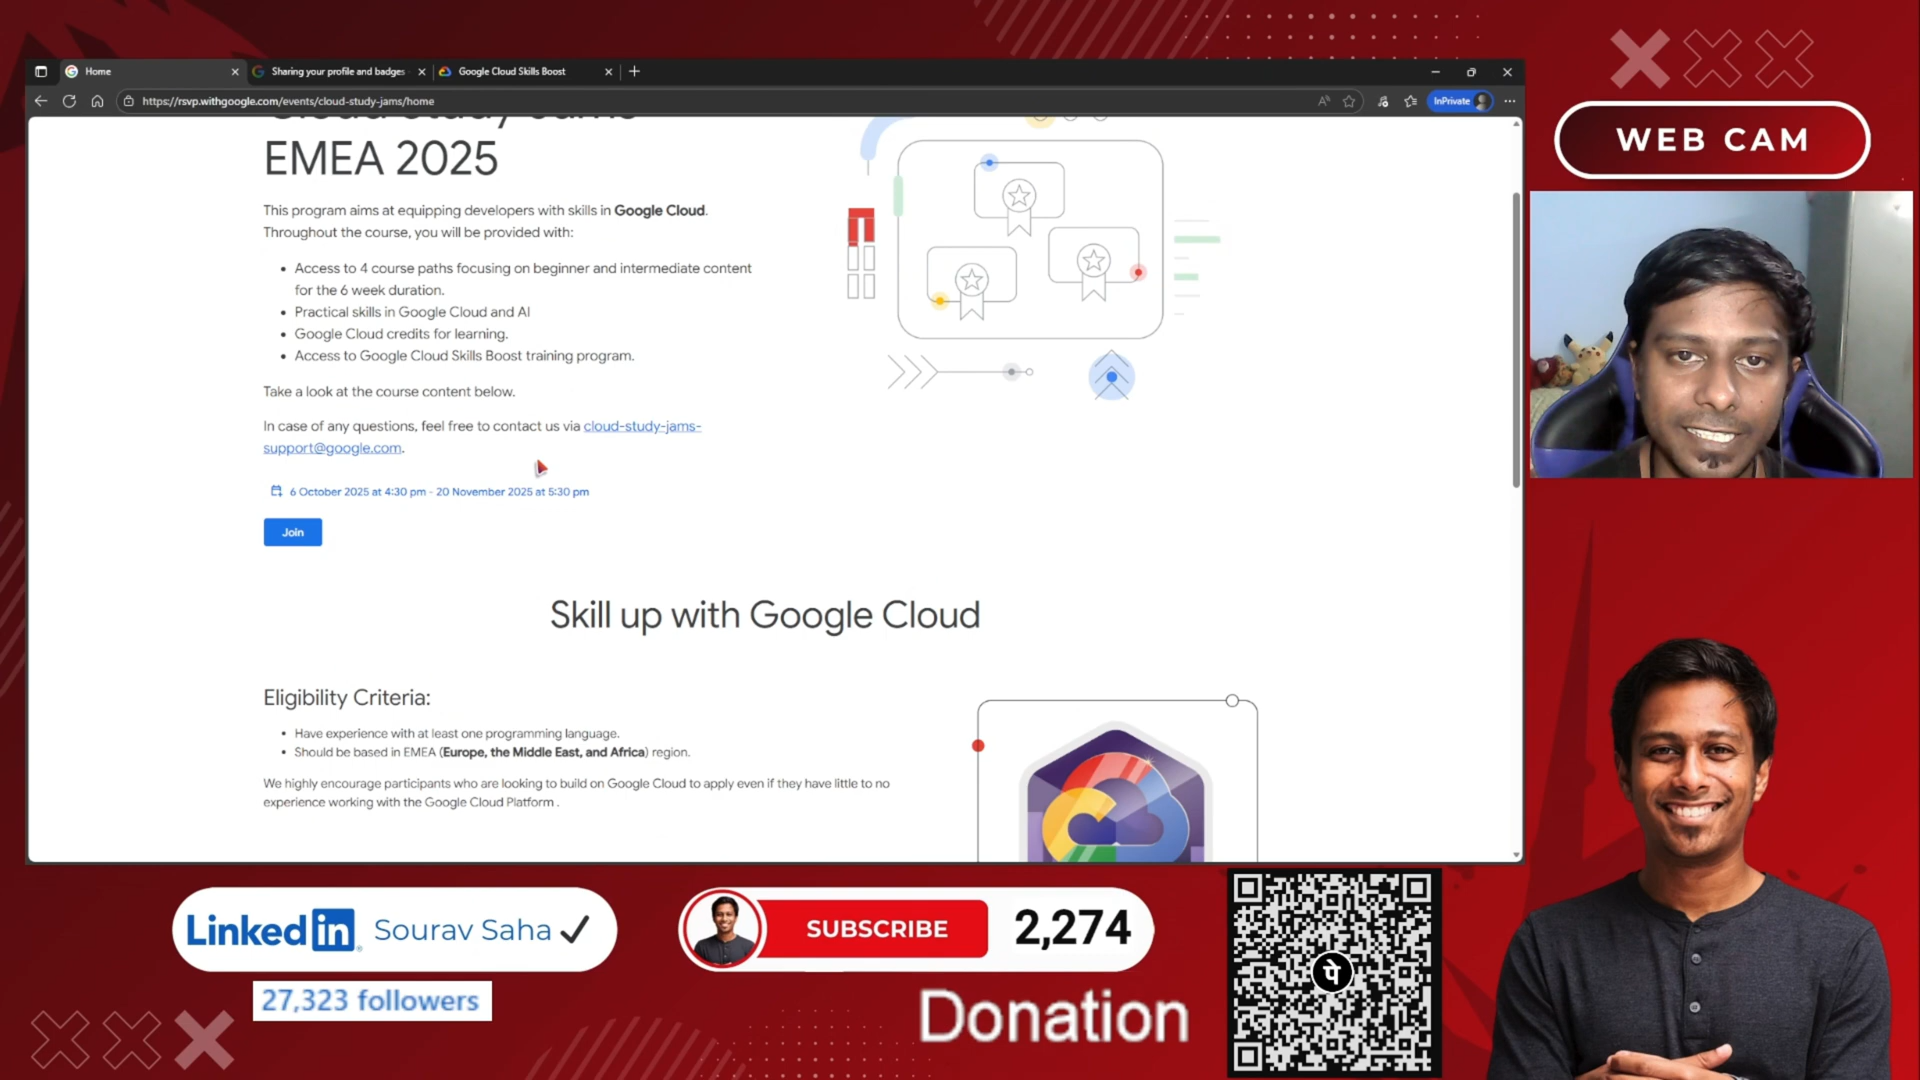 Home
Sharing your profile and badges
Google Cloud Skills Boost
https://rsvp.withgoogle.com/events/cloud-study-jams/home
InPrivate
EMEA 2025
This program aims at equipping developers with skills in Google Cloud.
Throughout the course, you will be provided with:
Access to 4 course paths focusing on beginner and intermediate content
for the 6 week duration.
Practical skills in Google Cloud and AI
Google Cloud credits for learning.
Access to Google Cloud Skills Boost training program.
Take a look at the course content below.
In case of any questions, feel free to contact us via cloud-study-jams-
support@google.com.
6 October 2025 at 4:30 pm - 20 November 2025 at 5:30 pm
Join
Skill up with Google Cloud
Eligibility Criteria:
Have experience with at least one programming language.
Should be based in EMEA (Europe, the Middle East, and Africa) region.
We highly encourage participants who are looking to build on Google Cloud to apply even if they have little to no
experience working with the Google Cloud Platform .
WEB CAM
Linked in Sourav Saha
27,323 followers
SUBSCRIBE
2,274
Donation
पे